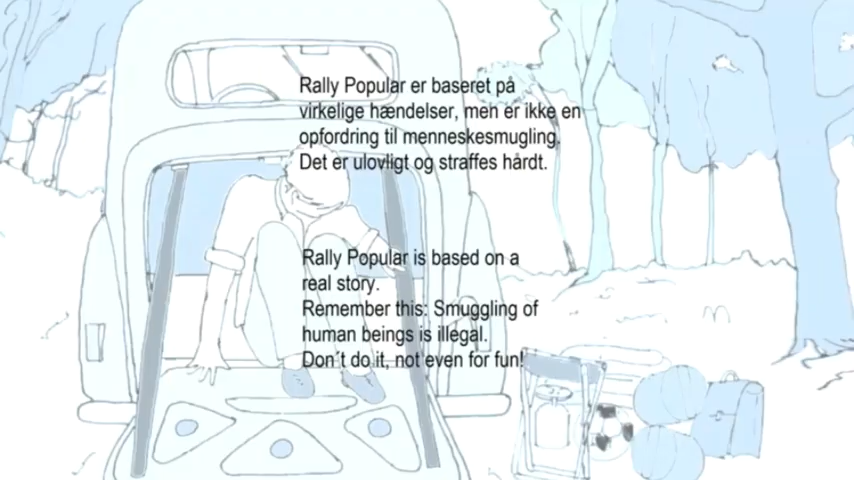 Rally Popular er baseret på
virkelige hændelser, men er ikke en
opfordring til menneskesmugling.
Det er ulovligt og straffes hårdt.
Rally Popular is based on a
real story.
Remember this: Smuggling of
human beings is illegal.
Don´t do it, not even for fun!